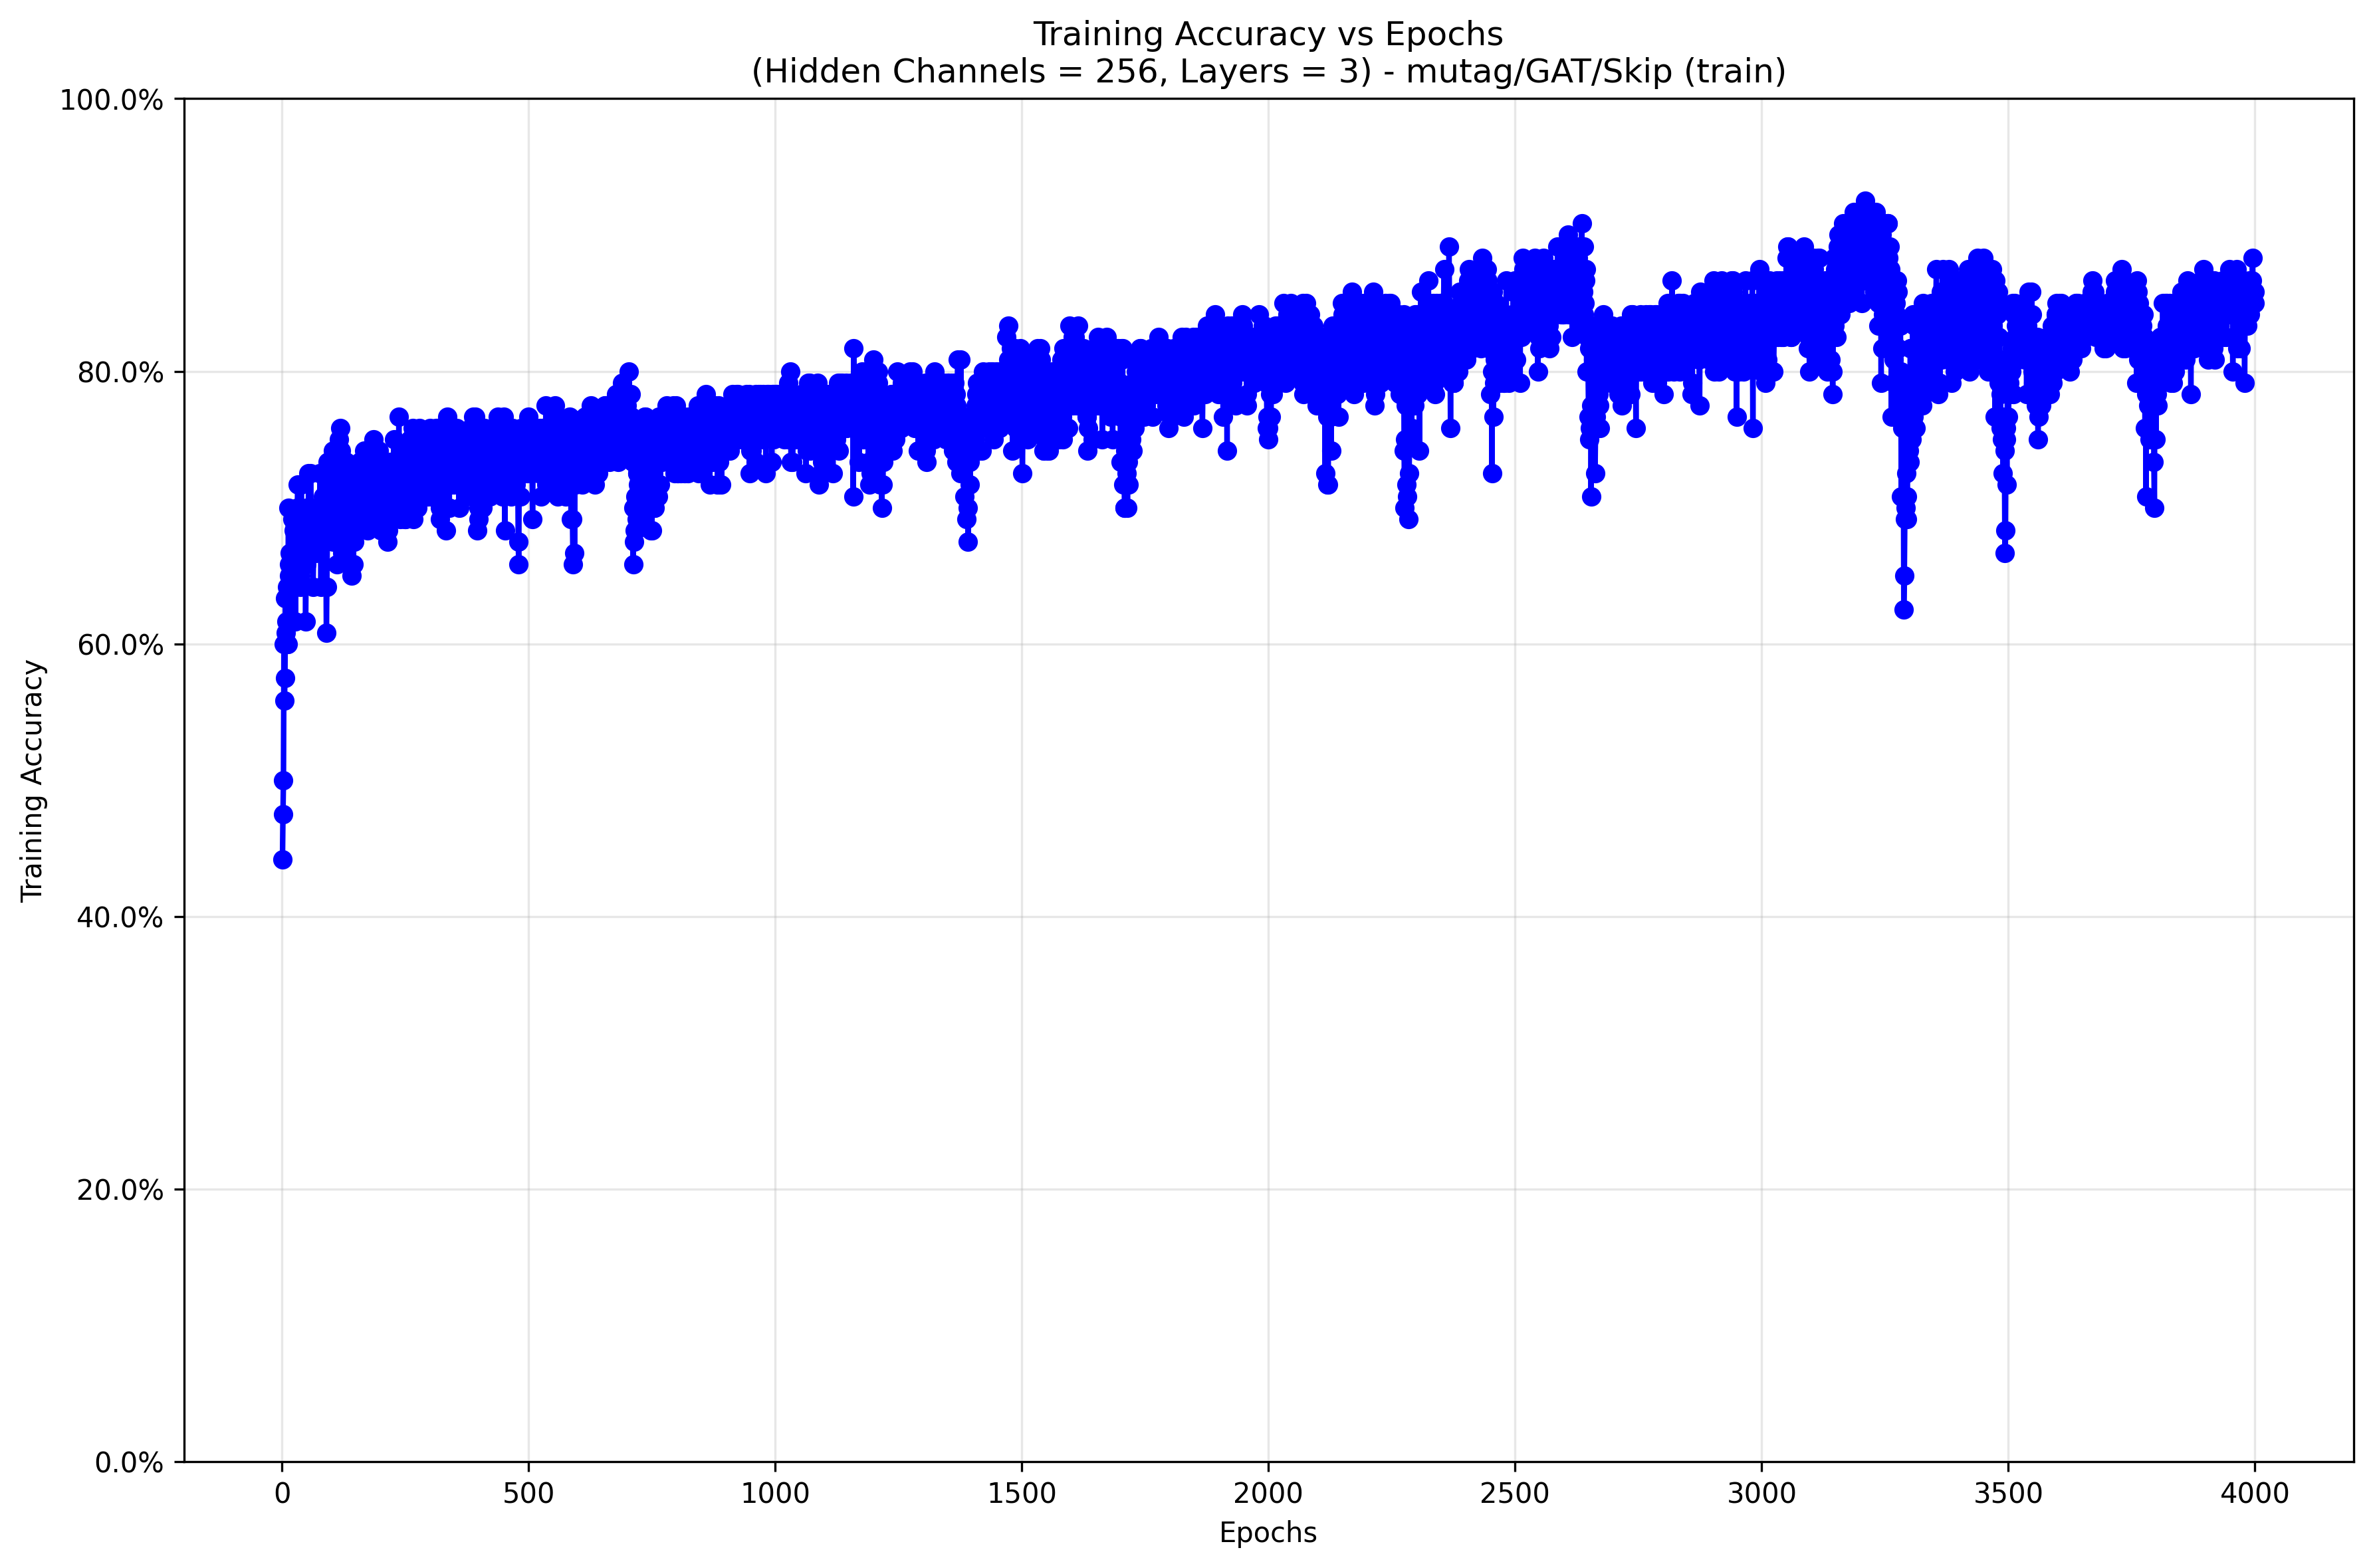 Training Accuracy vs Epochs
(Hidden Channels = 256, Layers = 3) - mutag/GAT/Skip (train)
100.0%
80.0%
60.0%
40.0%
20.0%
0.0%
Training Accuracy
0 500 1000 1500 2000 2500 3000 3500 4000
Epochs